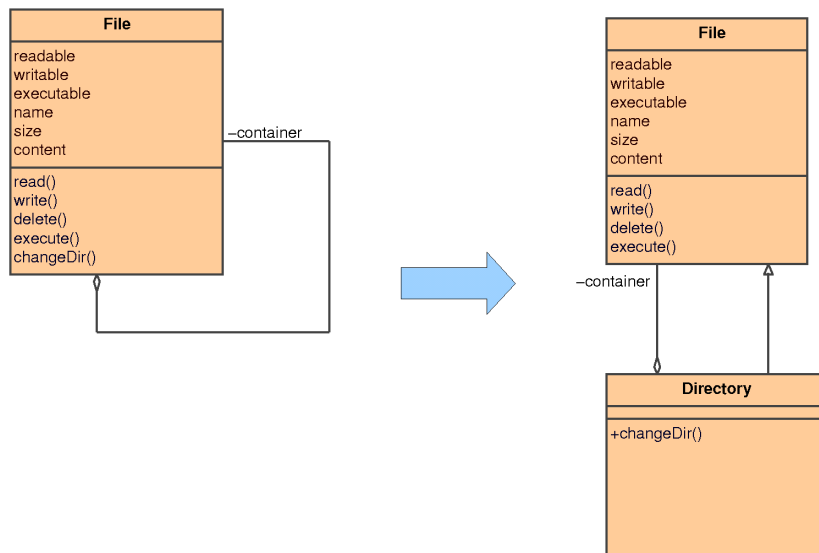 File
readable
writable
executable
name
size
content
–container
read()
write()
delete()
execute()
changeDir()
File
readable
writable
executable
name
size
content
read()
write()
delete()
execute()
–container
Directory
+changeDir()